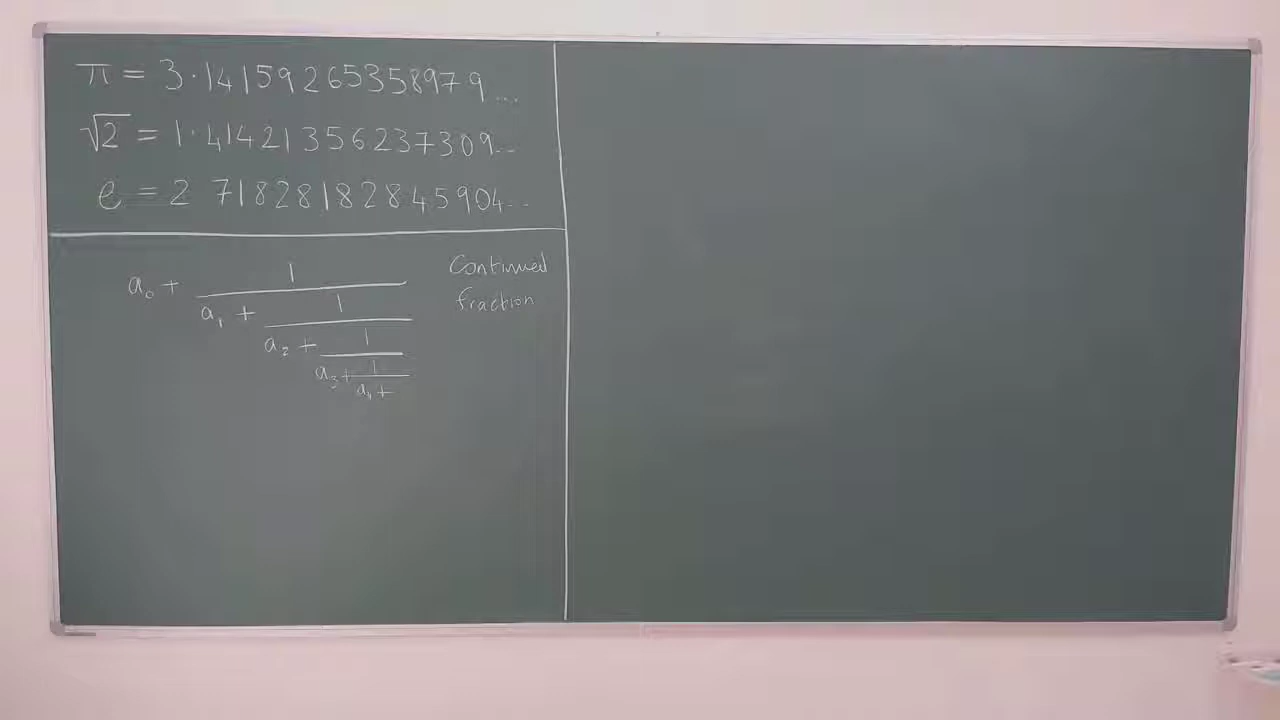 π = 3·14159265358979...
√2 = 1·41421356237309...
e = 2 71828182845904...
a₀ + 1
a₁ + 1
a₂ + 1
a₃ + 1
a₄ +
Continued
fraction